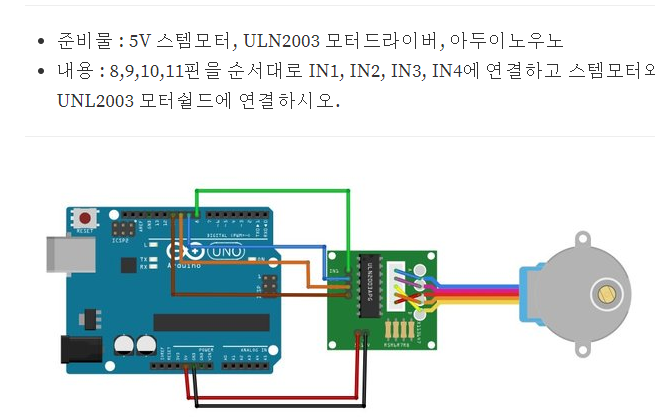 준비물 : 5V 스텝모터, ULN2003 모터드라이버, 아두이노우노
내용 : 8,9,10,11핀을 순서대로 IN1, IN2, IN3, IN4에 연결하고 스템모터와
UNL2003 모터쉴드에 연결하시오.
RESET
ICSP2
L
TX
RX
Arduino
UNO
ON
DIGITAL (PWM~)
ICSP
IN1
ULN2003APG
POWER
ANALOG IN